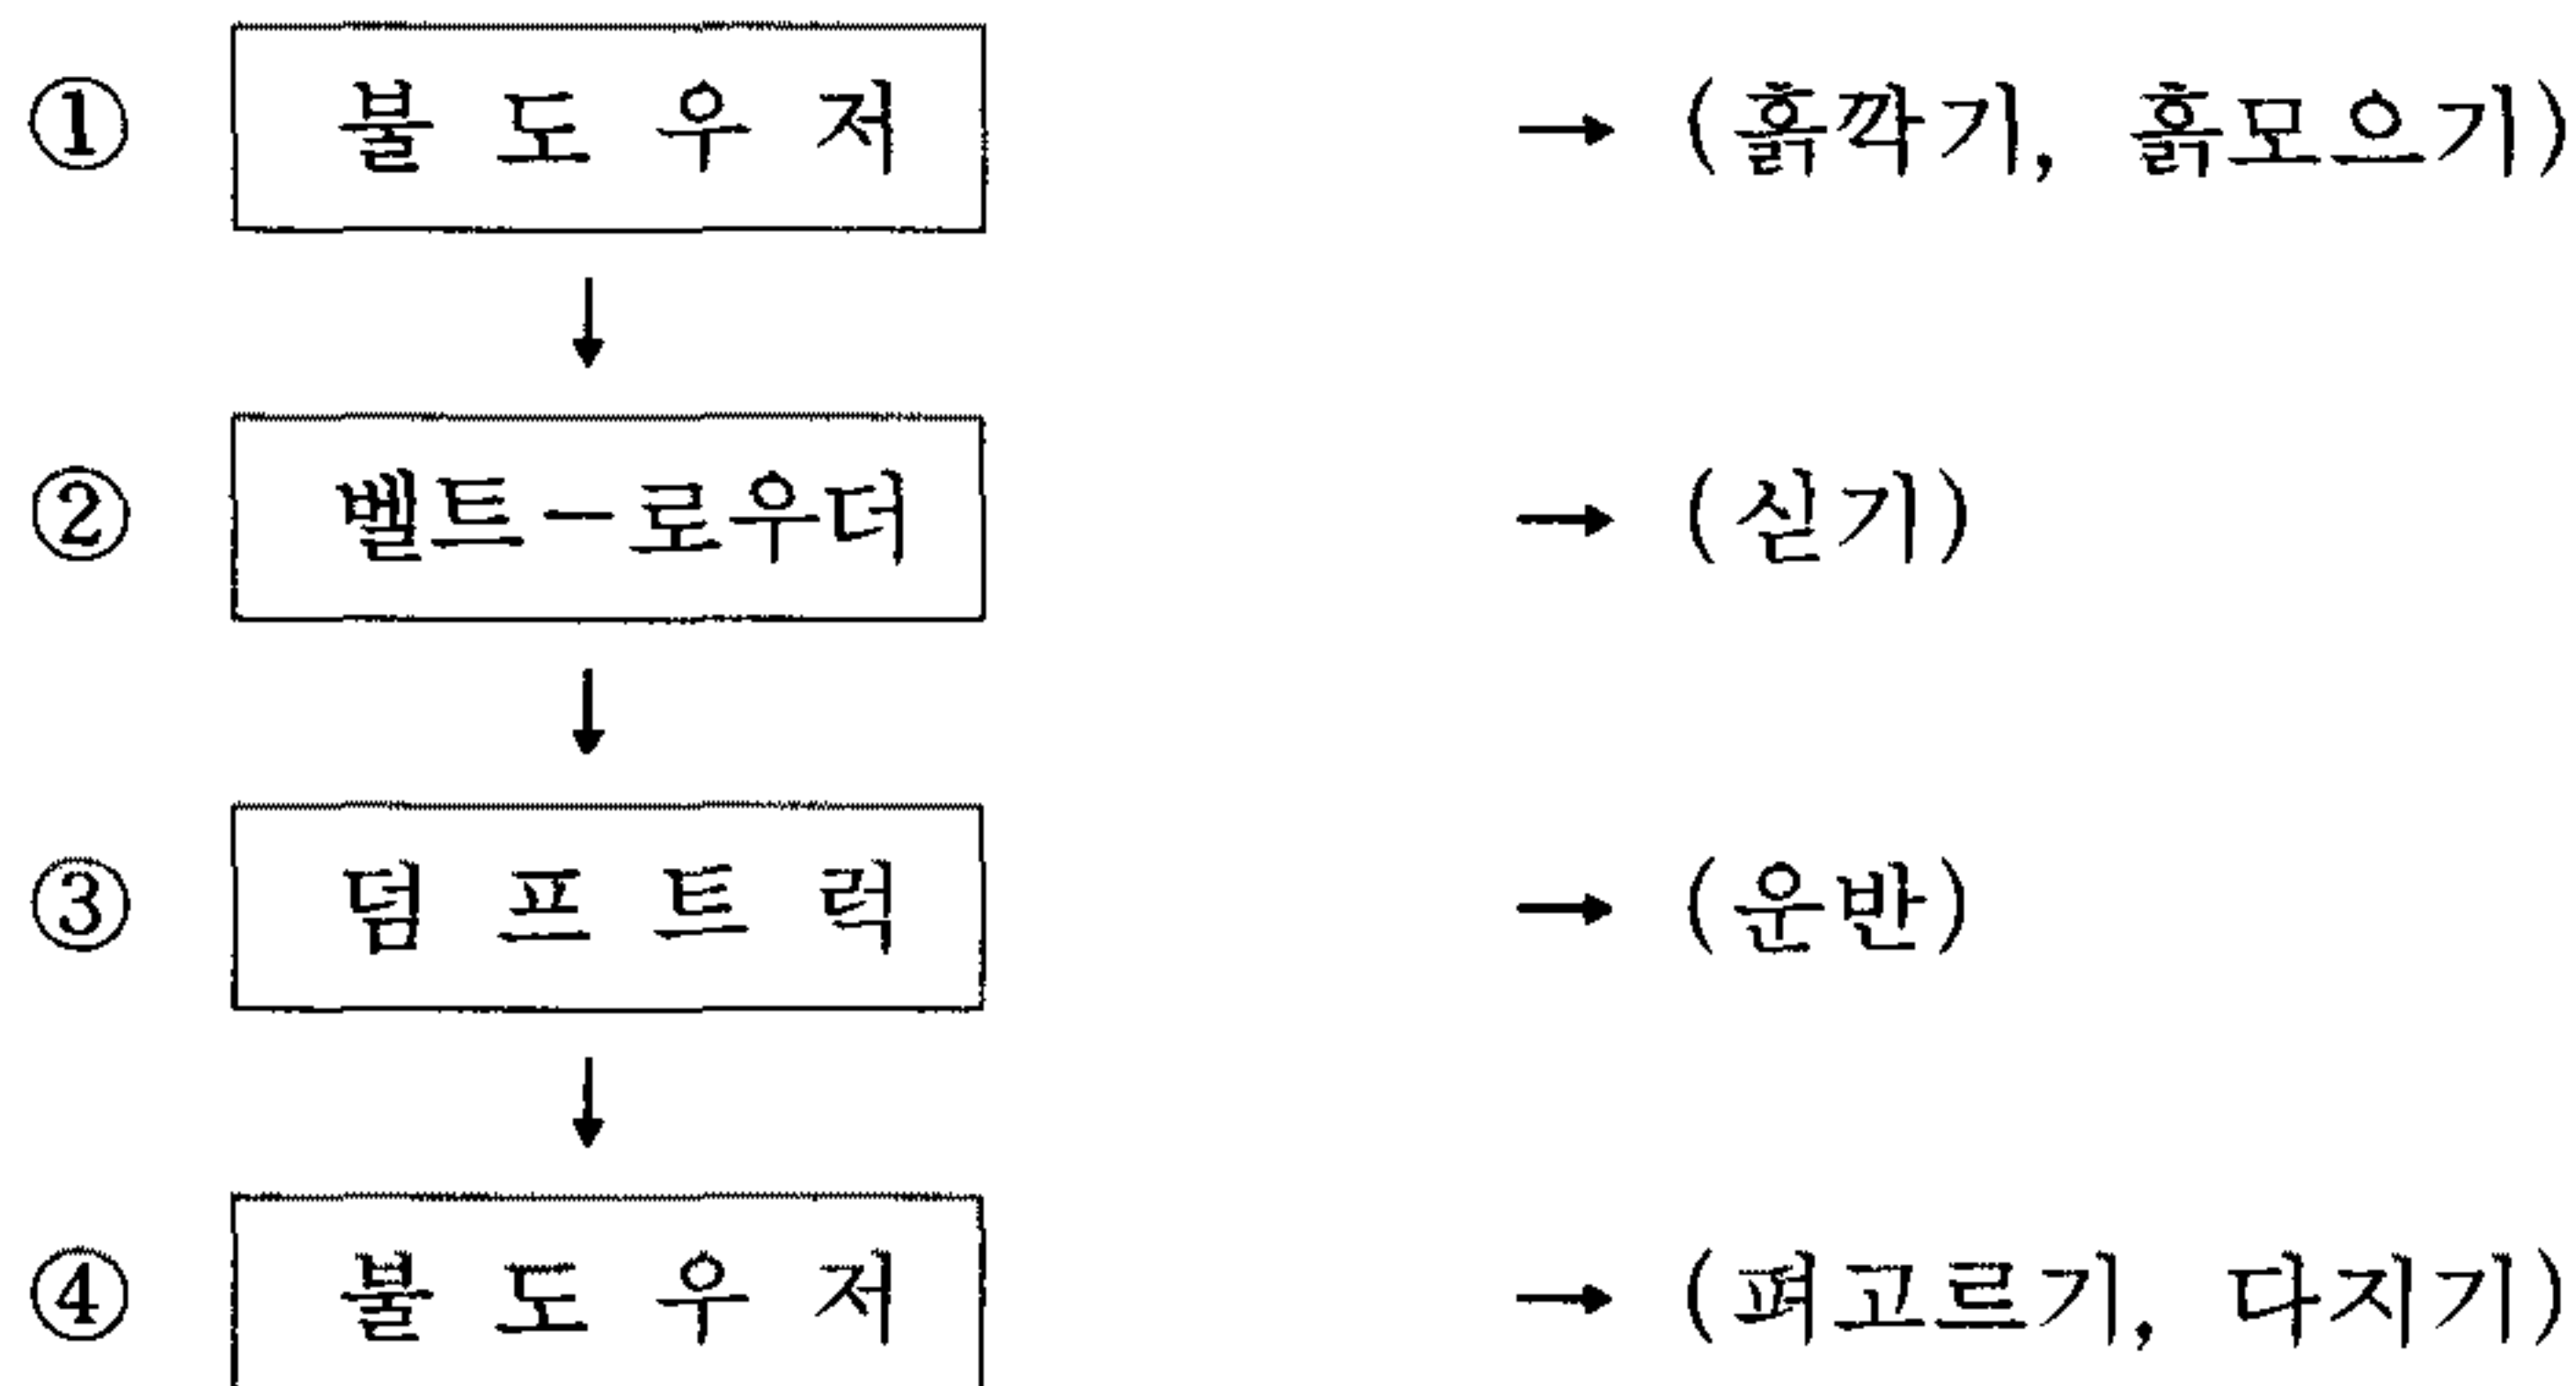 ① 불도우저 → (흙깍기, 흙모으기)
↓
② 벨트-로우더 → (싣기)
↓
③ 덤프트럭 → (운반)
↓
④ 불도우저 → (펴고르기, 다지기)